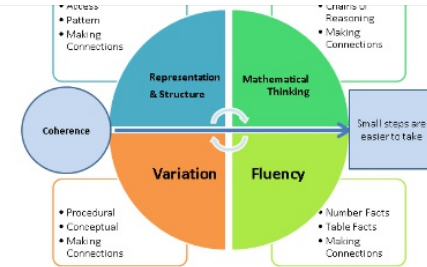 • Access
• Pattern
• Making
Connections
• Chains of
Reasoning
• Making
Connections
Representation
& Structure
Mathematical
Thinking
Coherence
Small steps are
easier to take
Variation
Fluency
• Procedural
• Conceptual
• Making
Connections
• Number Facts
• Table Facts
• Making
Connections